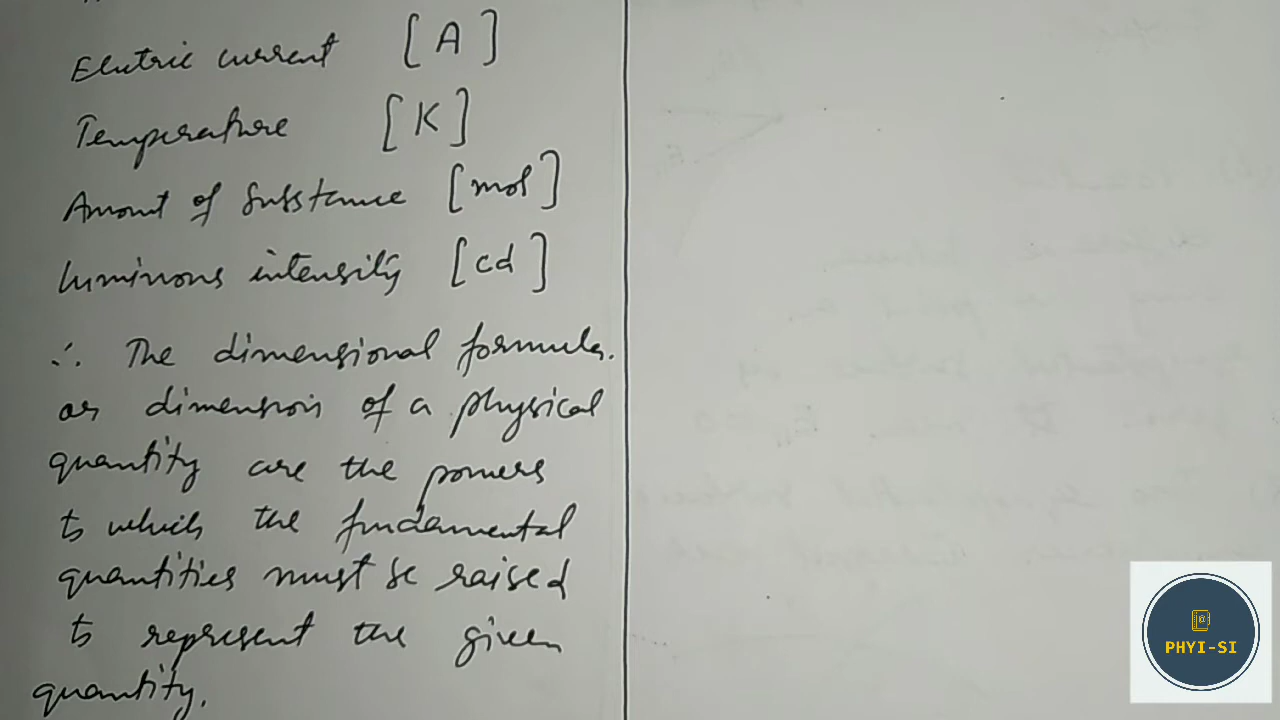 Electric current [A]
Temperature [K]
Amount of Substance [mol]
luminous intensity [cd]
∴ The dimensional formula.
or dimension of a physical
quantity are the powers
to which the fundamental
quantities must be raised
to represent the given
quantity.
PHYI-SI